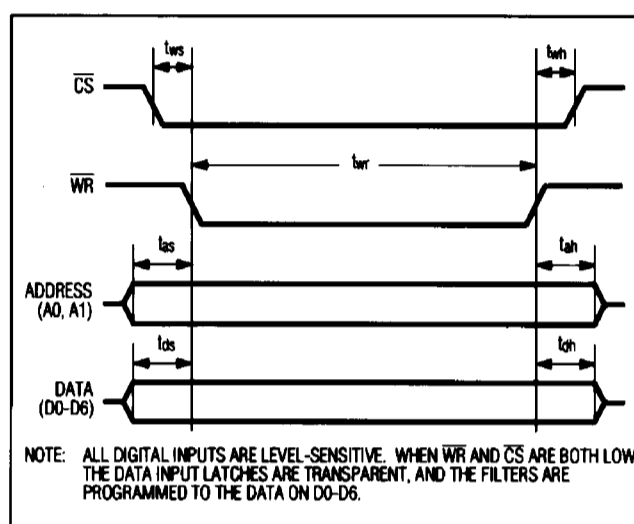 tws
twh
CS
twr
WR
tas
tah
ADDRESS
(A0, A1)
tds
tdh
DATA
(D0-D6)
NOTE: ALL DIGITAL INPUTS ARE LEVEL-SENSITIVE. WHEN WR AND CS ARE BOTH LOW
THE DATA INPUT LATCHES ARE TRANSPARENT, AND THE FILTERS ARE
PROGRAMMED TO THE DATA ON D0-D6.